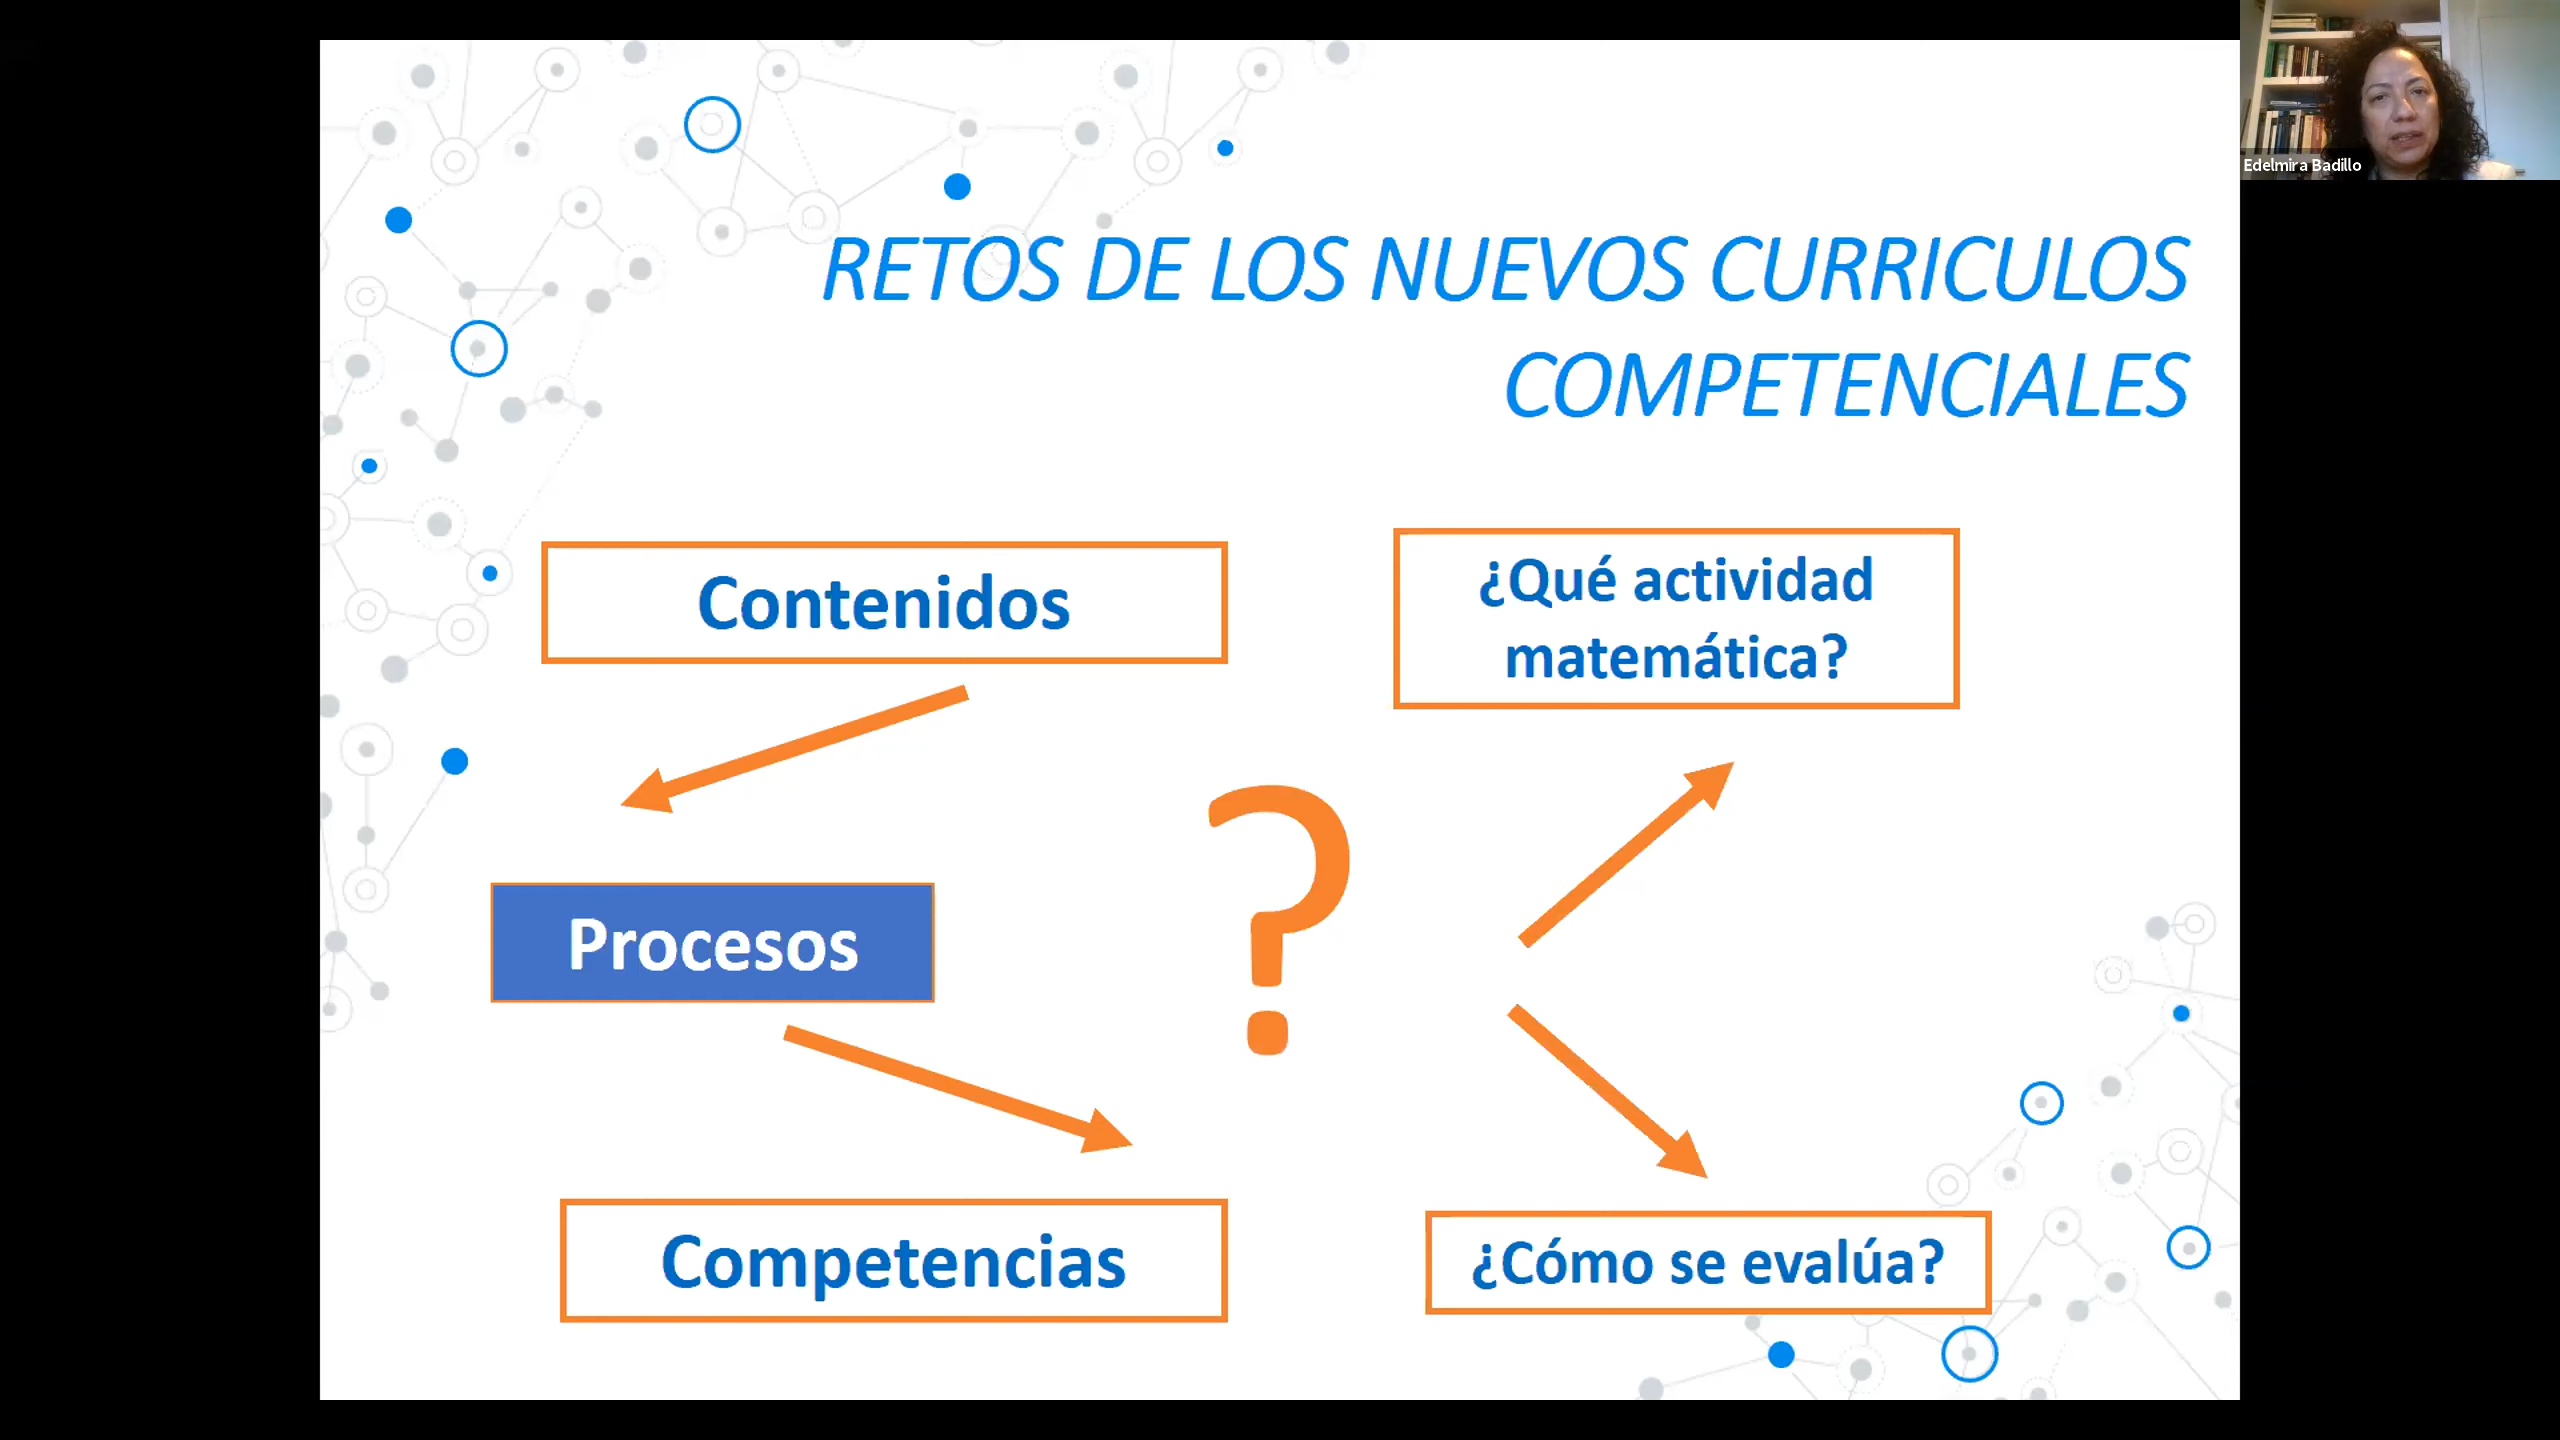 Edelmira Badillo
RETOS DE LOS NUEVOS CURRICULOS
COMPETENCIALES
Contenidos
¿Qué actividad
matemática?
?
Procesos
Competencias
¿Cómo se evalúa?